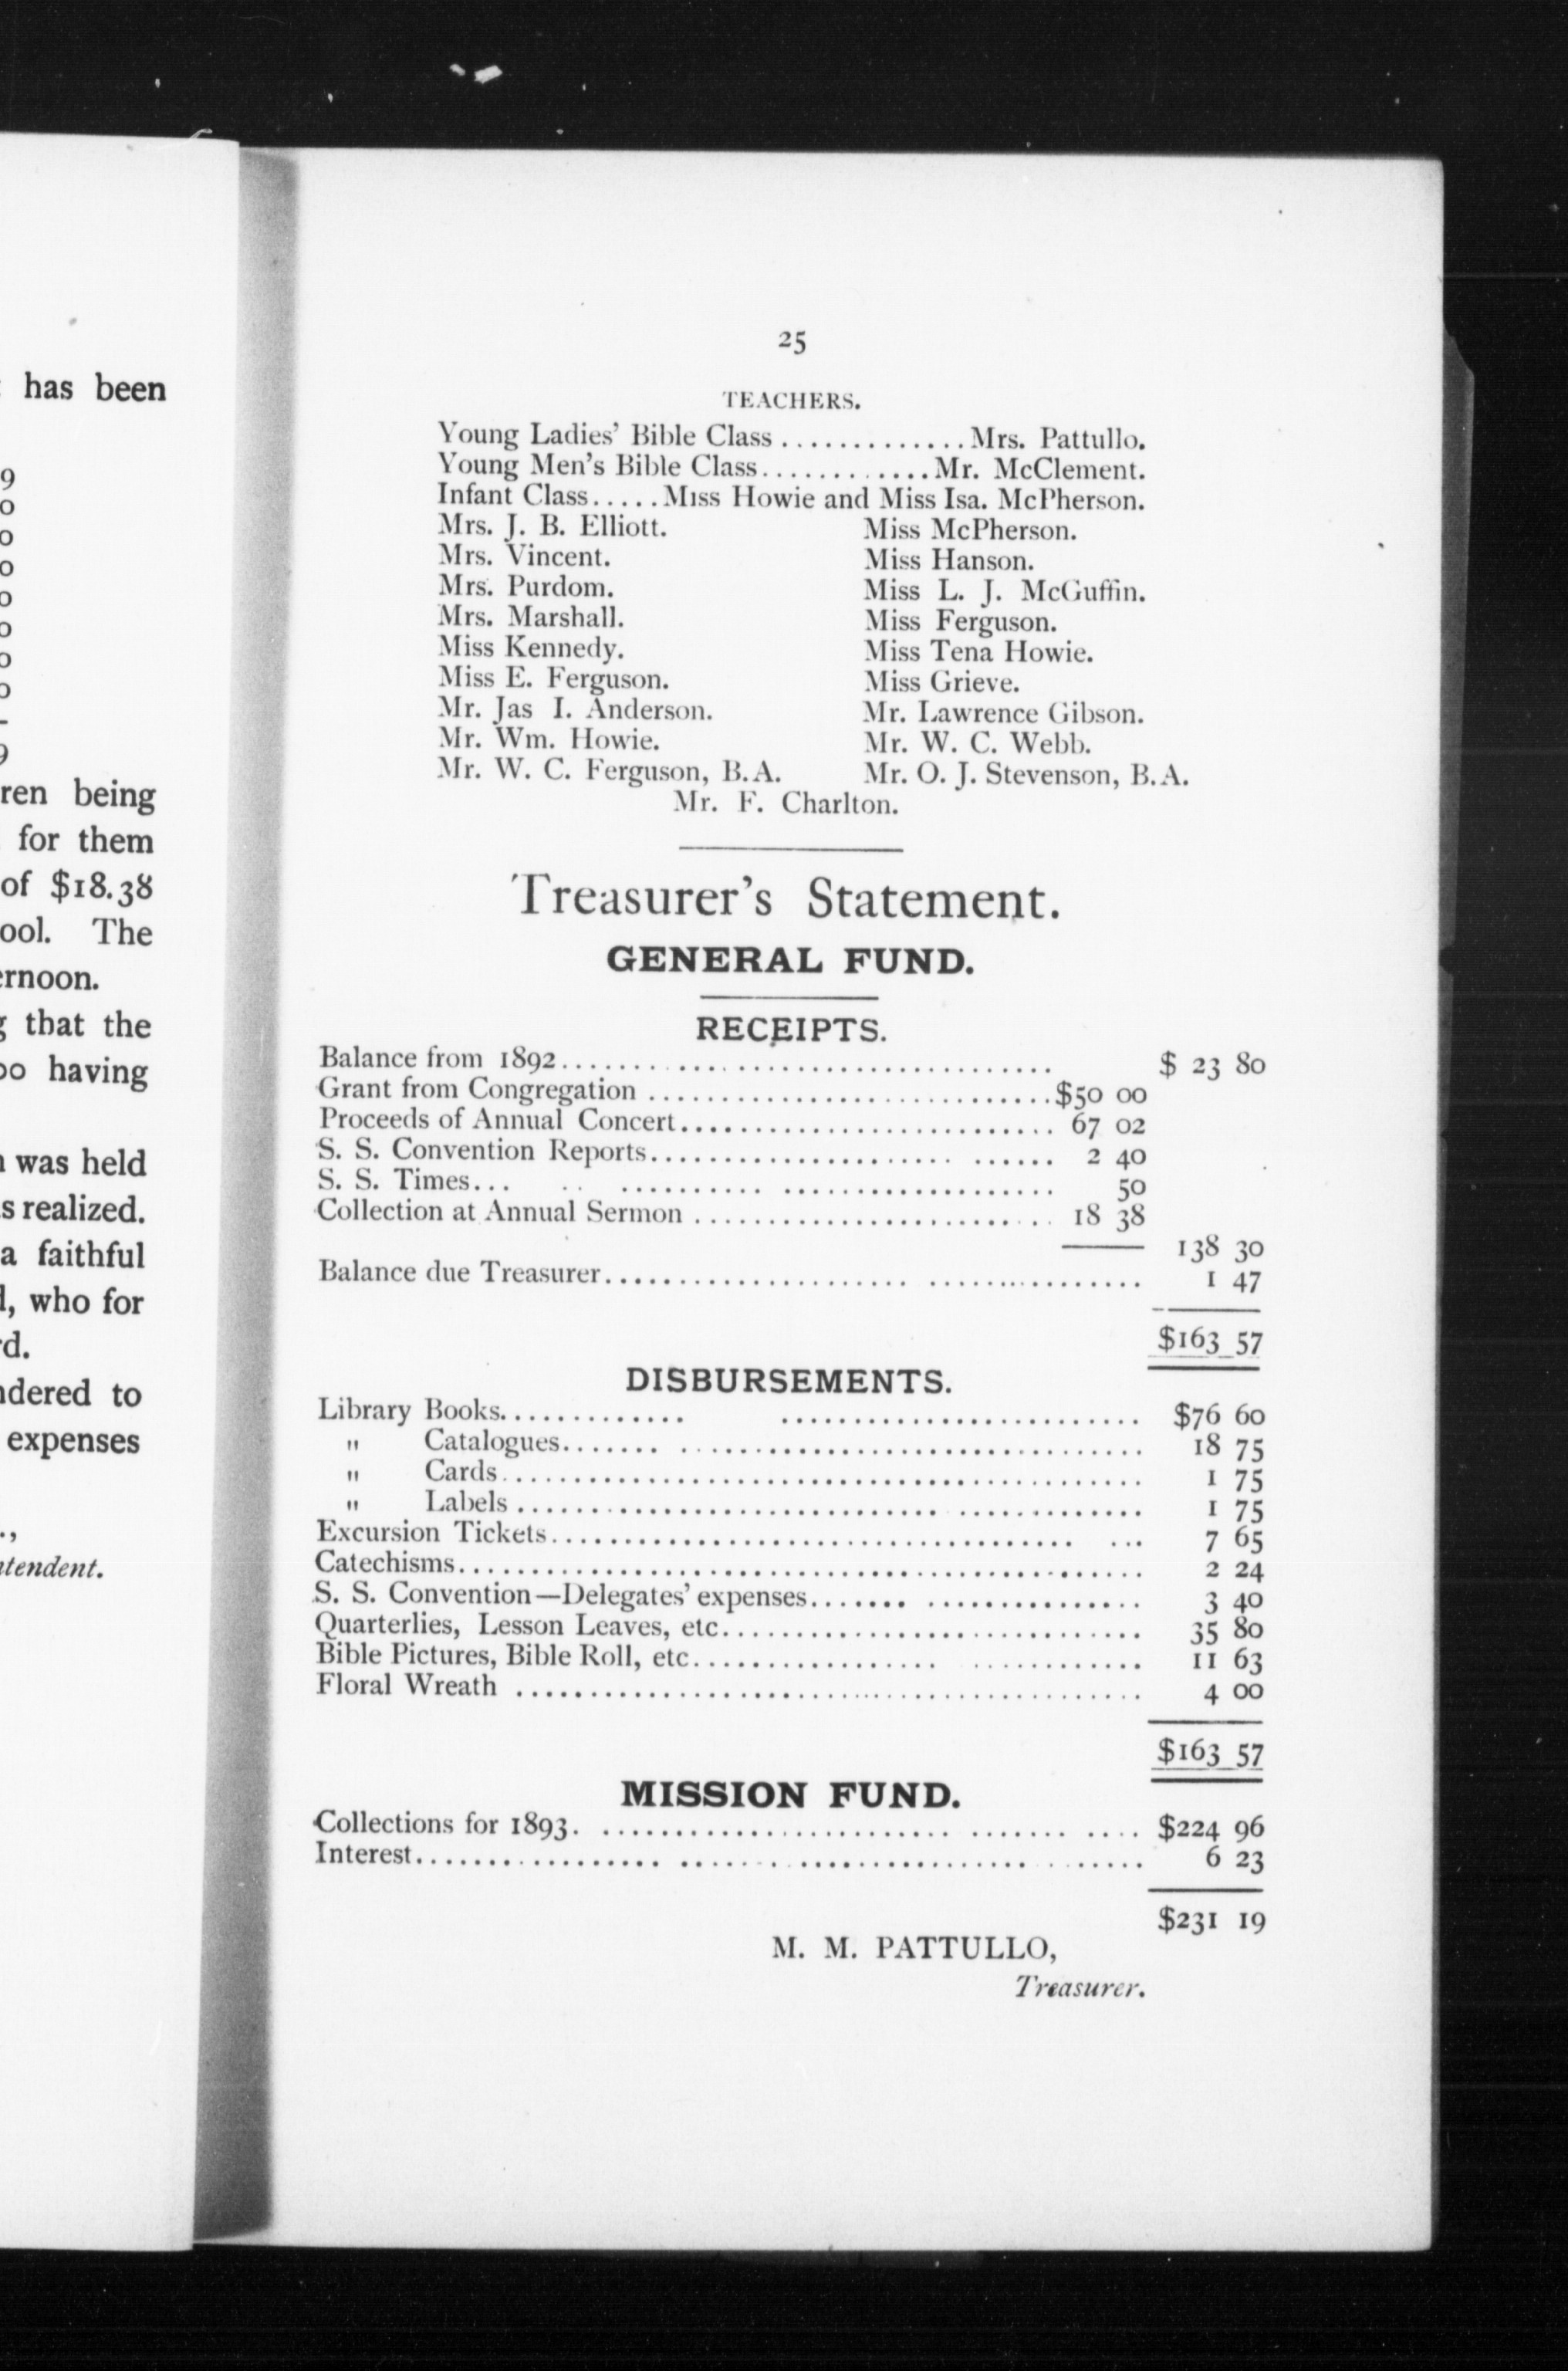 has been
9
0
0
0
0
0
0
0
9
ren being
for them
of $18.38
ool. The
ernoon.
g that the
00 having
was held
s realized.
a faithful
d, who for
rd.
ndered to
expenses
.,
ntendent.
25
TEACHERS.
Young Ladies' Bible Class .............Mrs. Pattullo.
Young Men's Bible Class............Mr. McClement.
Infant Class.....Miss Howie and Miss Isa. McPherson.
Mrs. J. B. Elliott. Miss McPherson.
Mrs. Vincent. Miss Hanson.
Mrs. Purdom. Miss L. J. McGuffin.
Mrs. Marshall. Miss Ferguson.
Miss Kennedy. Miss Tena Howie.
Miss E. Ferguson. Miss Grieve.
Mr. Jas I. Anderson. Mr. Lawrence Gibson.
Mr. Wm. Howie. Mr. W. C. Webb.
Mr. W. C. Ferguson, B.A. Mr. O. J. Stevenson, B.A.
Mr. F. Charlton.
Treasurer's Statement.
GENERAL FUND.
RECEIPTS.
Balance from 1892.................................. $ 23 80
Grant from Congregation ............................$50 00
Proceeds of Annual Concert.......................... 67 02
S. S. Convention Reports..................... ...... 2 40
S. S. Times... .. .......... ................... 50
Collection at Annual Sermon ......................... 18 38
138 30
Balance due Treasurer..................... ............... 1 47
$163 57
DISBURSEMENTS.
Library Books............. ......................... $76 60
" Catalogues....... ................................ 18 75
" Cards............................................. 1 75
" Labels ............................. ............. 1 75
Excursion Tickets.................................... ... 7 65
Catechisms............................................... 2 24
S. S. Convention—Delegates' expenses....... ............... 3 40
Quarterlies, Lesson Leaves, etc............................. 35 80
Bible Pictures, Bible Roll, etc................. ............ 11 63
Floral Wreath ........................................... 4 00
$163 57
MISSION FUND.
Collections for 1893. ........................ ....... .... $224 96
Interest................. ........................ ...... 6 23
$231 19
M. M. PATTULLO,
Treasurer.